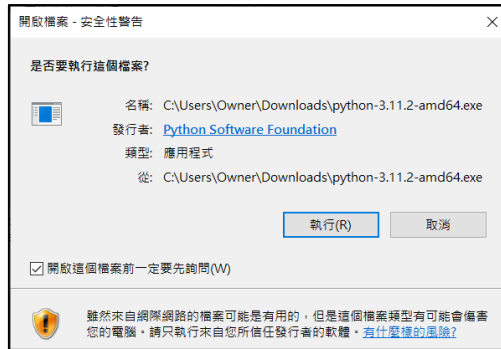 開啟檔案 - 安全性警告
是否要執行這個檔案?
名稱: C:\Users\Owner\Downloads\python-3.11.2-amd64.exe
發行者: Python Software Foundation
類型: 應用程式
從: C:\Users\Owner\Downloads\python-3.11.2-amd64.exe
執行(R) 取消
開啟這個檔案前一定要先詢問(W)
雖然來自網際網路的檔案可能是有用的，但是這個檔案類型有可能會傷害
您的電腦。請只執行來自您所信任發行者的軟體。有什麼樣的風險?